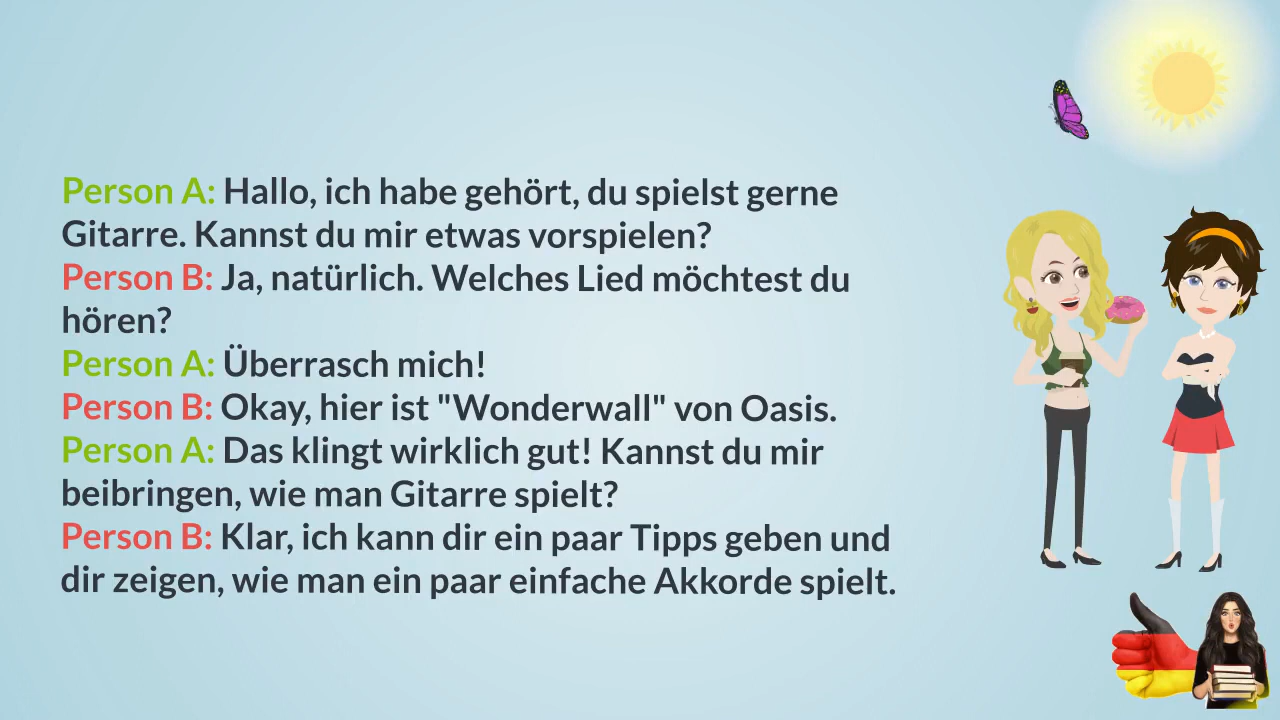 Person A: Hallo, ich habe gehört, du spielst gerne
Gitarre. Kannst du mir etwas vorspielen?
Person B: Ja, natürlich. Welches Lied möchtest du
hören?
Person A: Überrasch mich!
Person B: Okay, hier ist "Wonderwall" von Oasis.
Person A: Das klingt wirklich gut! Kannst du mir
beibringen, wie man Gitarre spielt?
Person B: Klar, ich kann dir ein paar Tipps geben und
dir zeigen, wie man ein paar einfache Akkorde spielt.